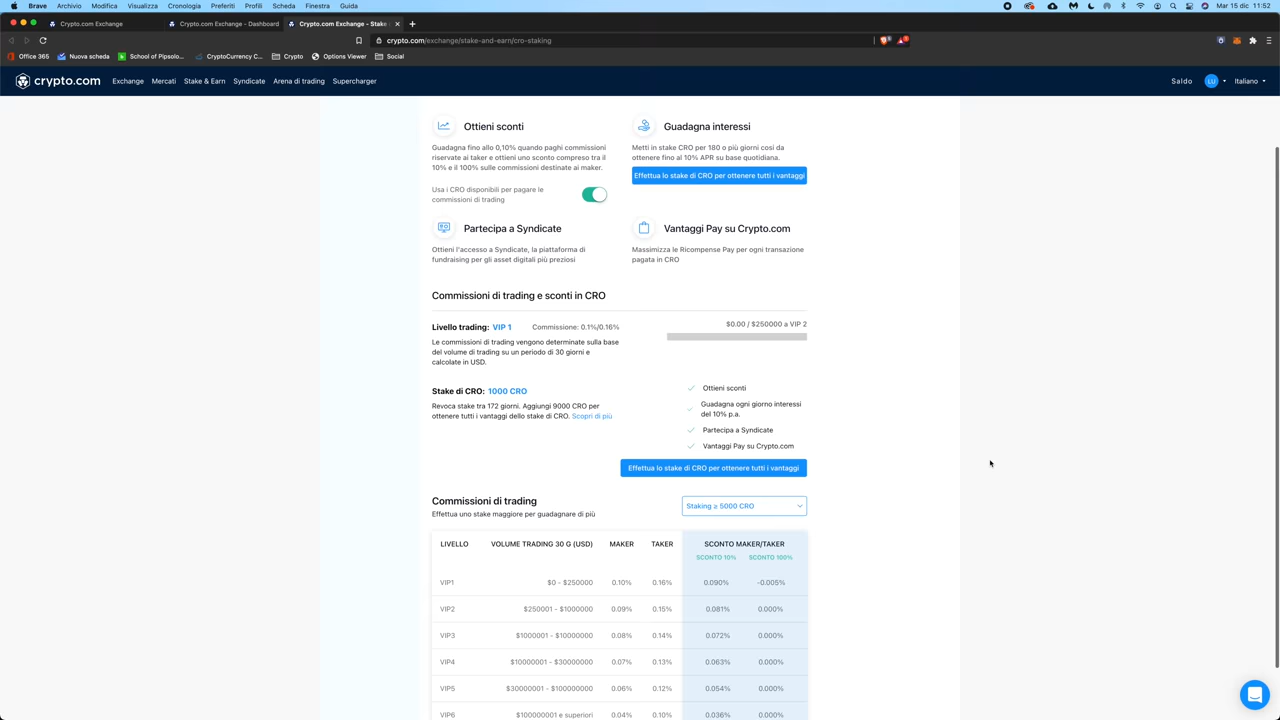 Brave Archivio Modifica Visualizza Cronologia Preferiti Profili Scheda Finestra Guida
Mar 15 dic 11:52
Crypto.com Exchange
Crypto.com Exchange - Dashboard
Crypto.com Exchange - Stake
crypto.com/exchange/stake-and-earn/cro-staking
Office 365 Nuova scheda School of Pipsolo... CryptoCurrency C... Crypto Options Viewer Social
crypto.com Exchange Mercati Stake & Earn Syndicate Arena di trading Supercharger
Saldo LU Italiano
Ottieni sconti
Guadagna fino allo 0,10% quando paghi commissioni
riservate ai taker e ottieni uno sconto compreso tra il
10% e il 100% sulle commissioni destinate ai maker.
Usa i CRO disponibili per pagare le
commissioni di trading
Guadagna interessi
Metti in stake CRO per 180 o più giorni così da
ottenere fino al 10% APR su base quotidiana.
Effettua lo stake di CRO per ottenere tutti i vantaggi
Partecipa a Syndicate
Ottieni l'accesso a Syndicate, la piattaforma di
fundraising per gli asset digitali più preziosi
Vantaggi Pay su Crypto.com
Massimizza le Ricompense Pay per ogni transazione
pagata in CRO
Commissioni di trading e sconti in CRO
Livello trading: VIP 1 Commissione: 0.1%/0.16%
$0.00 / $250000 a VIP 2
Le commissioni di trading vengono determinate sulla base
del volume di trading su un periodo di 30 giorni e
calcolate in USD.
Stake di CRO: 1000 CRO
Revoca stake tra 172 giorni. Aggiungi 9000 CRO per
ottenere tutti i vantaggi dello stake di CRO. Scopri di più
Ottieni sconti
Guadagna ogni giorno interessi
del 10% p.a.
Partecipa a Syndicate
Vantaggi Pay su Crypto.com
Effettua lo stake di CRO per ottenere tutti i vantaggi
Commissioni di trading
Effettua uno stake maggiore per guadagnare di più
Staking ≥ 5000 CRO
LIVELLO VOLUME TRADING 30 G (USD) MAKER TAKER SCONTO MAKER/TAKER
SCONTO 10% SCONTO 100%
VIP1 $0 - $250000 0.10% 0.16% 0.090% -0.005%
VIP2 $250001 - $1000000 0.09% 0.15% 0.081% 0.000%
VIP3 $1000001 - $10000000 0.08% 0.14% 0.072% 0.000%
VIP4 $10000001 - $30000000 0.07% 0.13% 0.063% 0.000%
VIP5 $30000001 - $100000000 0.06% 0.12% 0.054% 0.000%
VIP6 $100000001 e superiori 0.04% 0.10% 0.036% 0.000%